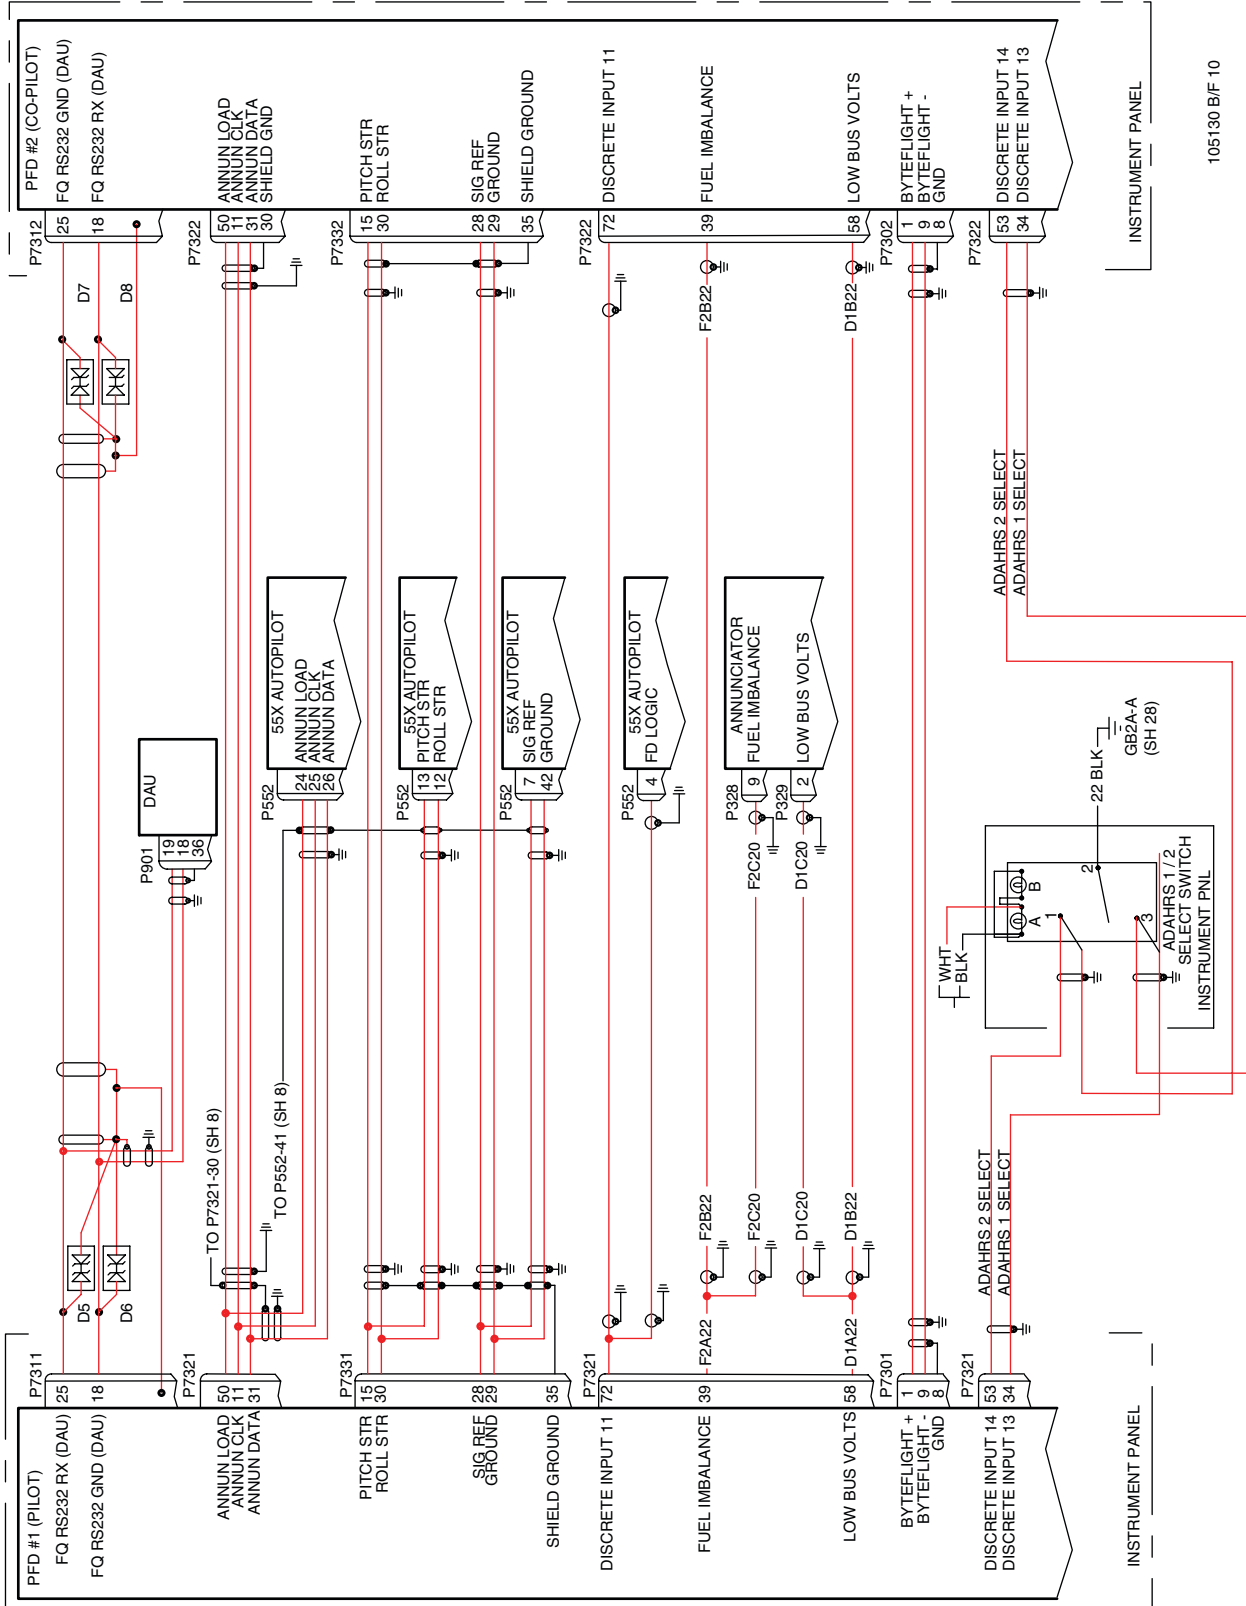 PFD #1 (PILOT)
FQ RS232 RX (DAU)
FQ RS232 GND (DAU)
P7311
25
18
D5
D6
ANNUN LOAD
ANNUN CLK
ANNUN DATA
P7321
50
11
31
TO P7321-30 (SH 8)
TO P552-41 (SH 8)
PITCH STR
ROLL STR
SIG REF
GROUND
SHIELD GROUND
P7331
15
30
28
29
35
DISCRETE INPUT 11
FUEL IMBALANCE
LOW BUS VOLTS
P7321
72
39
58
F2A22
F2B22
F2C20
D1C20
D1A22
D1B22
BYTEFLIGHT +
BYTEFLIGHT -
GND
P7301
1
9
8
DISCRETE INPUT 14
DISCRETE INPUT 13
P7321
53
34
ADAHRS 2 SELECT
ADAHRS 1 SELECT
INSTRUMENT PANEL
P901
19
18
36
DAU
P552
24
25
26
55X AUTOPILOT
ANNUN LOAD
ANNUN CLK
ANNUN DATA
P552
13
12
55X AUTOPILOT
PITCH STR
ROLL STR
P552
7
42
55X AUTOPILOT
SIG REF
GROUND
P552
4
55X AUTOPILOT
FD LOGIC
P328
9
F2C20
ANNUNCIATOR
FUEL IMBALANCE
P329
2
D1C20
LOW BUS VOLTS
WHT
BLK
A
B
1
2
3
22 BLK
GB2A-A
(SH 28)
ADAHRS 1 / 2
SELECT SWITCH
INSTRUMENT PNL
PFD #2 (CO-PILOT)
FQ RS232 GND (DAU)
FQ RS232 RX (DAU)
P7312
25
18
D7
D8
ANNUN LOAD
ANNUN CLK
ANNUN DATA
SHIELD GND
P7322
50
11
31
30
PITCH STR
ROLL STR
SIG REF
GROUND
SHIELD GROUND
P7332
15
30
28
29
35
DISCRETE INPUT 11
FUEL IMBALANCE
LOW BUS VOLTS
P7322
72
39
58
F2B22
D1B22
BYTEFLIGHT +
BYTEFLIGHT -
GND
P7302
1
9
8
DISCRETE INPUT 14
DISCRETE INPUT 13
P7322
53
34
ADAHRS 2 SELECT
ADAHRS 1 SELECT
INSTRUMENT PANEL
105130 B/F 10